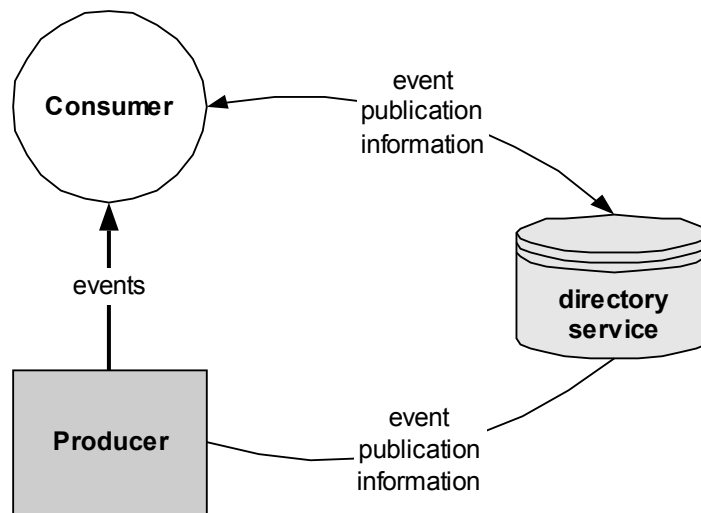 Consumer
event
publication
information
events
directory
service
Producer
event
publication
information